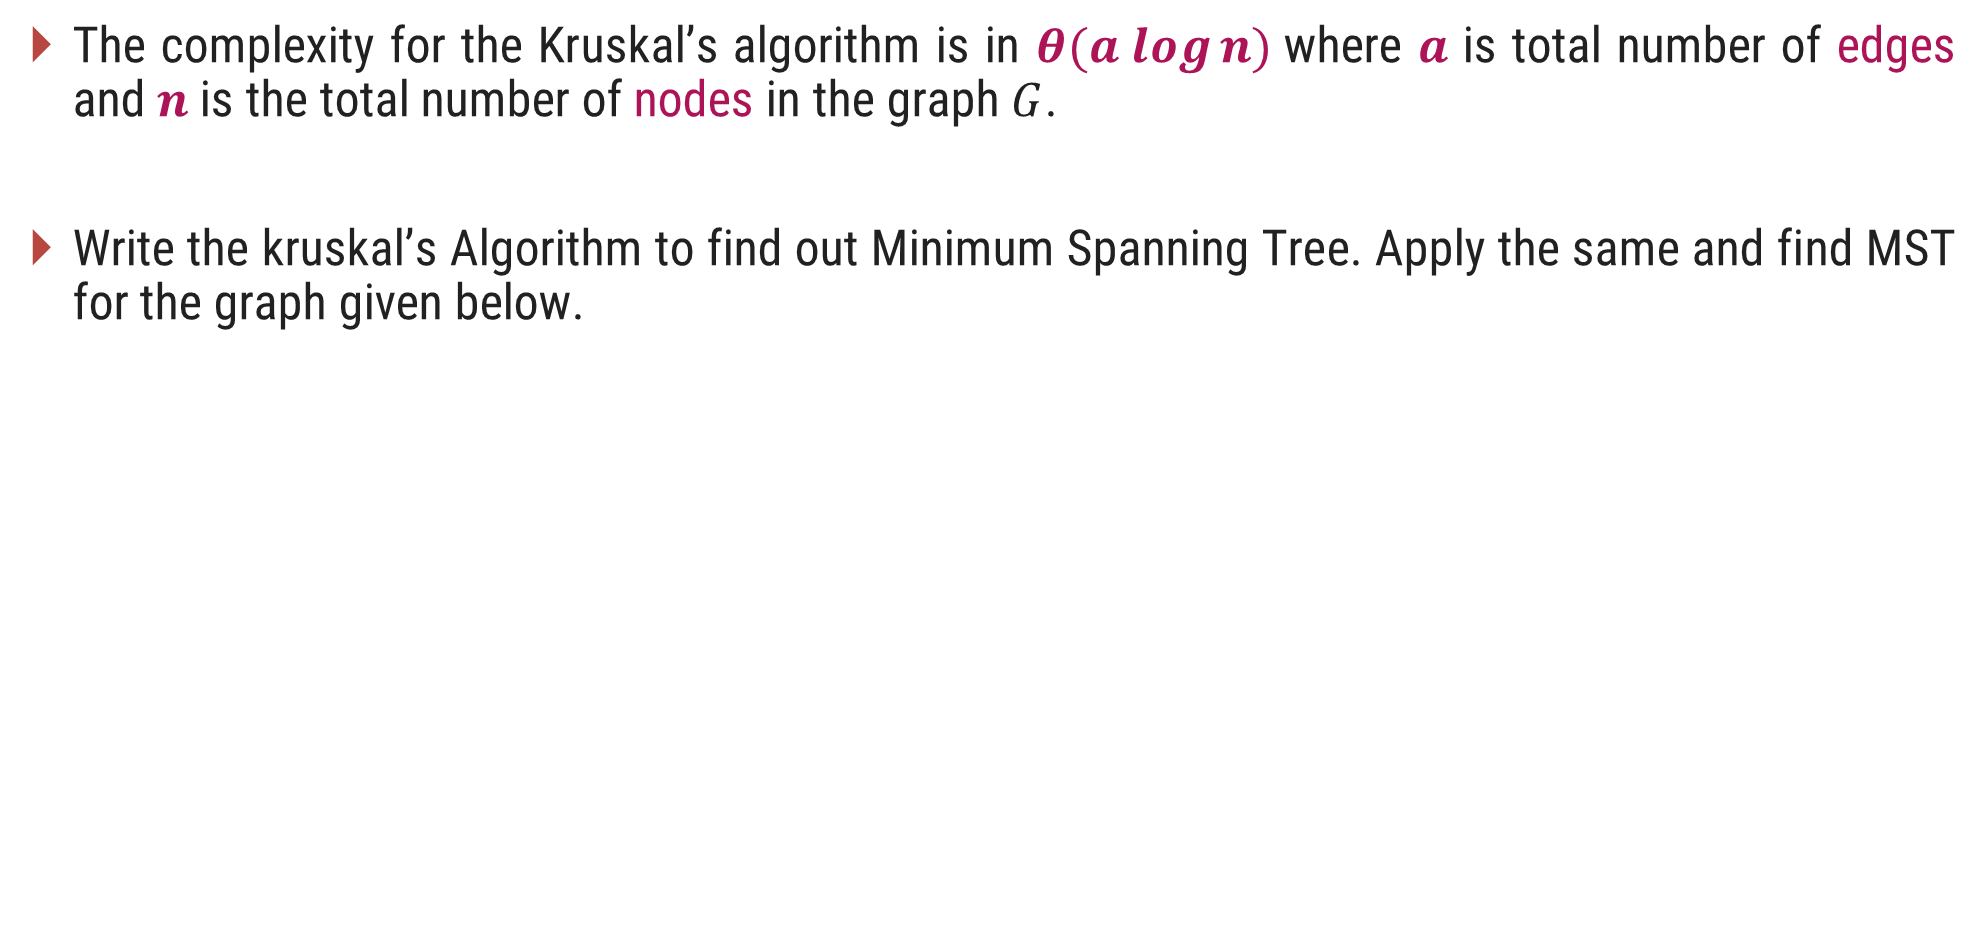 The complexity for the Kruskal’s algorithm is in θ(a log n) where a is total number of edges
and n is the total number of nodes in the graph G.
Write the kruskal’s Algorithm to find out Minimum Spanning Tree. Apply the same and find MST
for the graph given below.